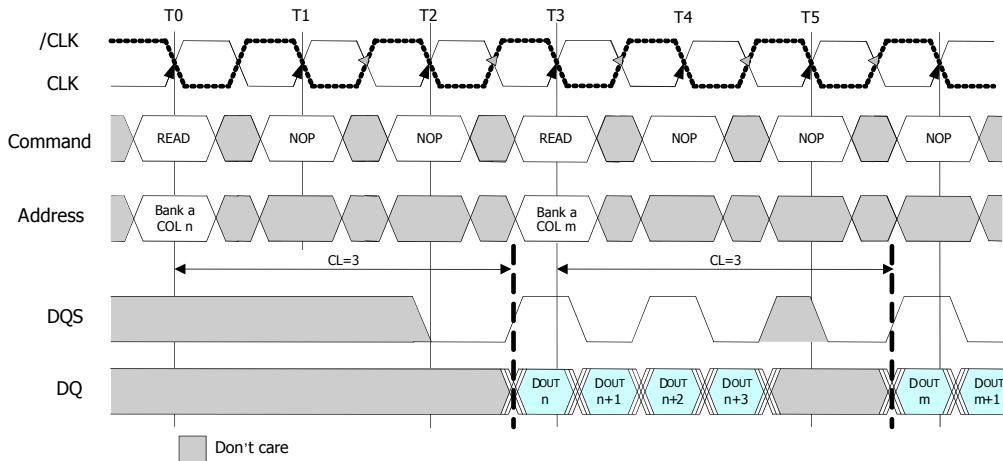 T0 T1 T2 T3 T4 T5
/CLK
CLK
Command READ NOP NOP READ NOP NOP NOP
Address Bank a COL n Bank a COL m
CL=3 CL=3
DQS
DQ DOUT n DOUT n+1 DOUT n+2 DOUT n+3 DOUT m DOUT m+1
Don't care